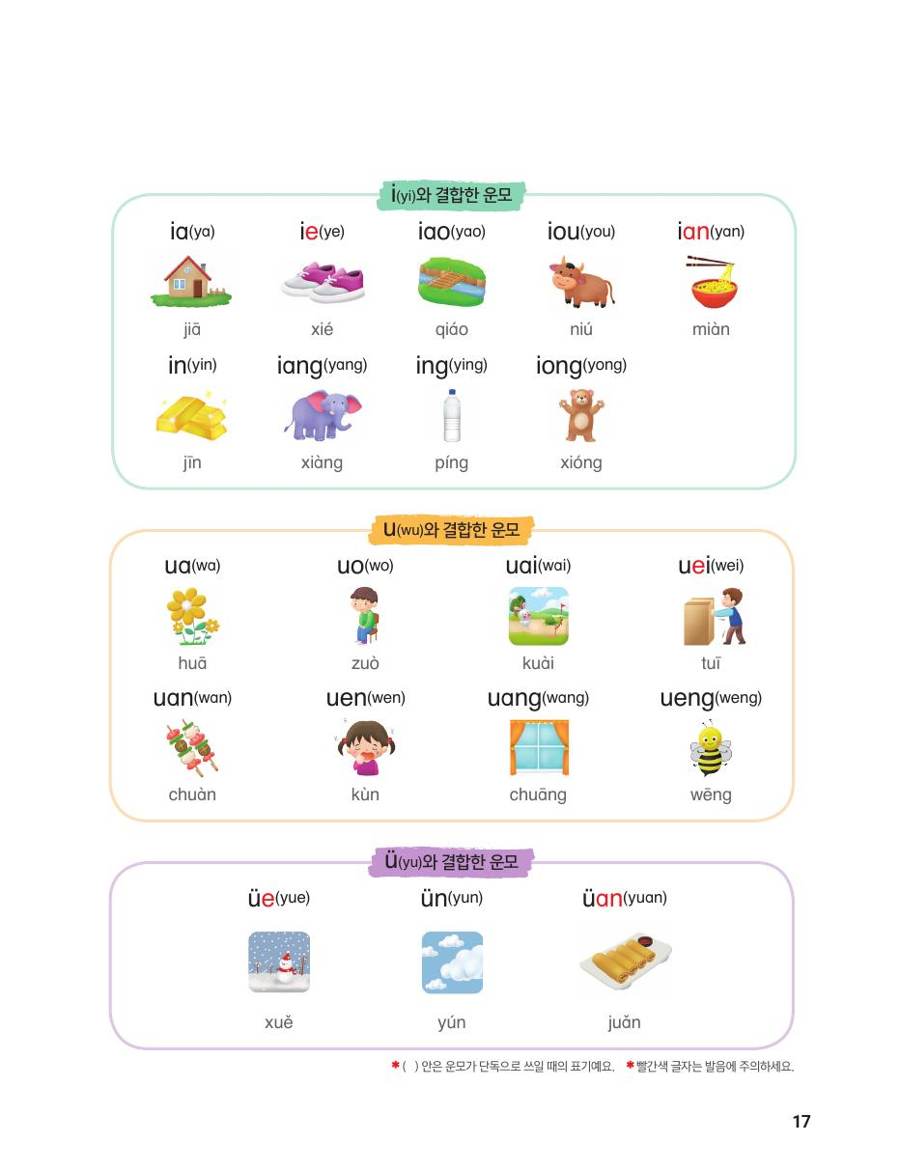 i(yi)와 결합한 운모
ia(ya) ie(ye) iao(yao) iou(you) ian(yan)
jiā xié qiáo niú miàn
in(yin) iang(yang) ing(ying) iong(yong)
jīn xiàng píng xióng
u(wu)와 결합한 운모
ua(wa) uo(wo) uai(wai) uei(wei)
huā zuò kuài tuī
uan(wan) uen(wen) uang(wang) ueng(weng)
chuàn kùn chuāng wēng
ü(yu)와 결합한 운모
üe(yue) ün(yun) üan(yuan)
xuě yún juǎn
* ( ) 안은 운모가 단독으로 쓰일 때의 표기예요. * 빨간색 글자는 발음에 주의하세요.
17